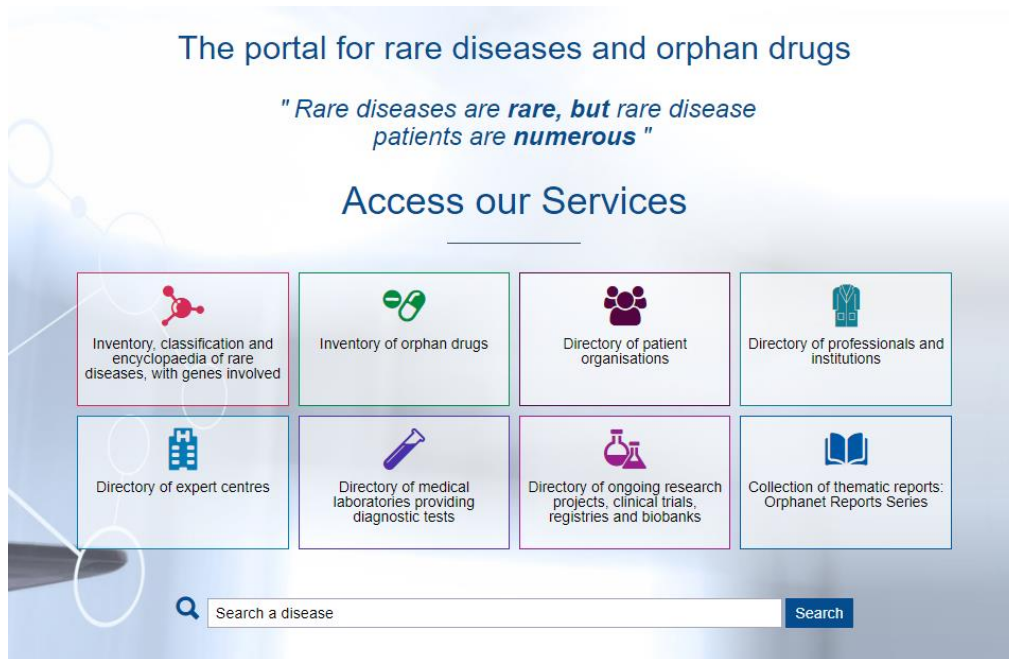 The portal for rare diseases and orphan drugs
" Rare diseases are rare, but rare disease
patients are numerous "
Access our Services
Inventory, classification and
encyclopaedia of rare
diseases, with genes involved
Inventory of orphan drugs
Directory of patient
organisations
Directory of professionals and
institutions
Directory of expert centres
Directory of medical
laboratories providing
diagnostic tests
Directory of ongoing research
projects, clinical trials,
registries and biobanks
Collection of thematic reports:
Orphanet Reports Series
Search a disease
Search